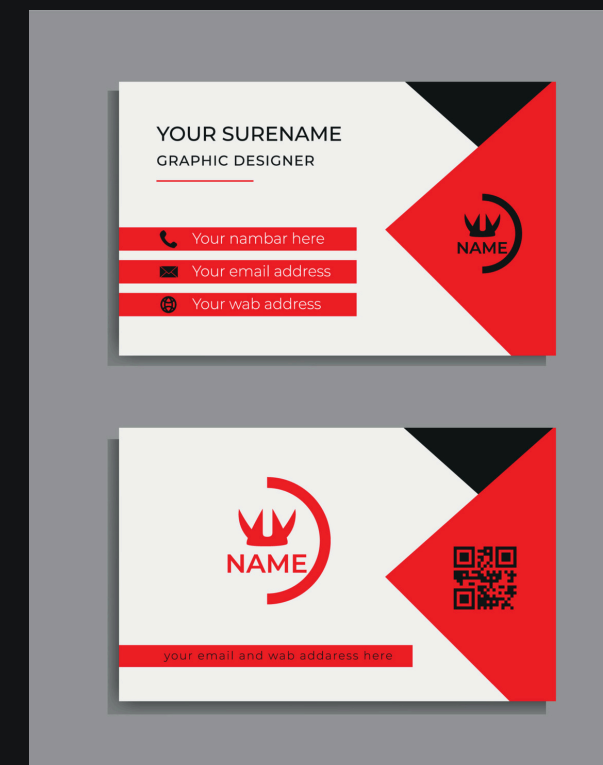 YOUR SURENAME
GRAPHIC DESIGNER
Your nambar here
Your email address
Your wab address
NAME
NAME
your email and wab addaress here